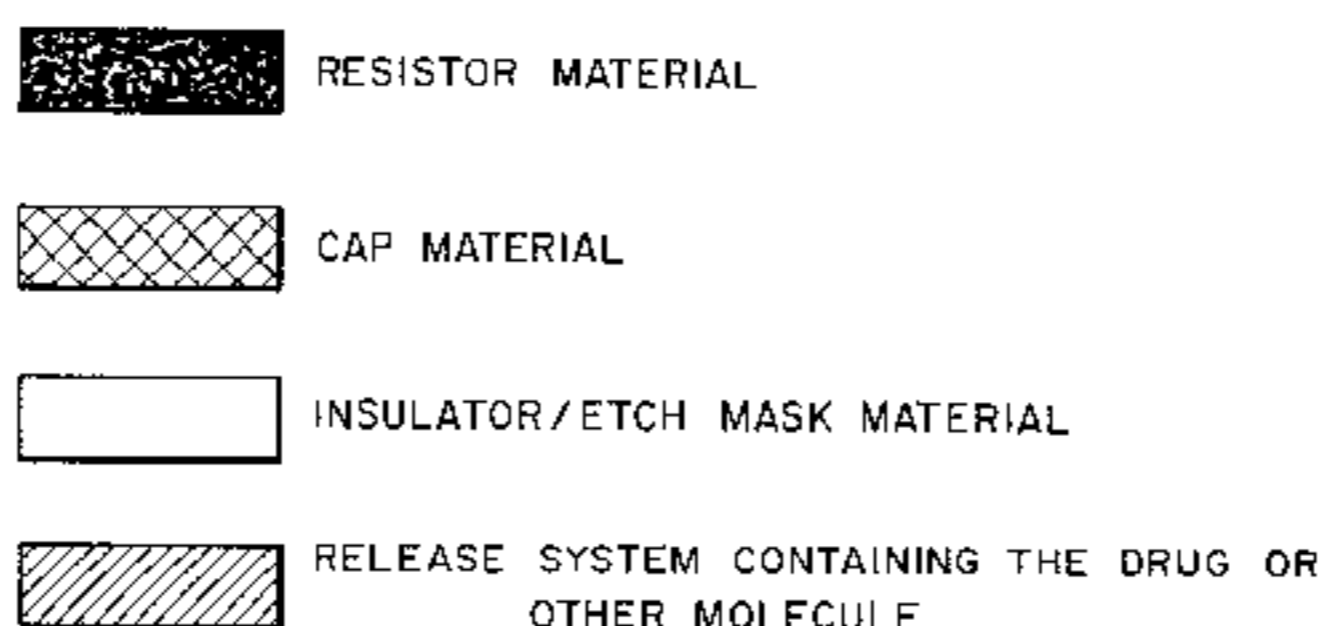 RESISTOR MATERIAL
CAP MATERIAL
INSULATOR/ETCH MASK MATERIAL
RELEASE SYSTEM CONTAINING THE DRUG OR
OTHER MOLECULE